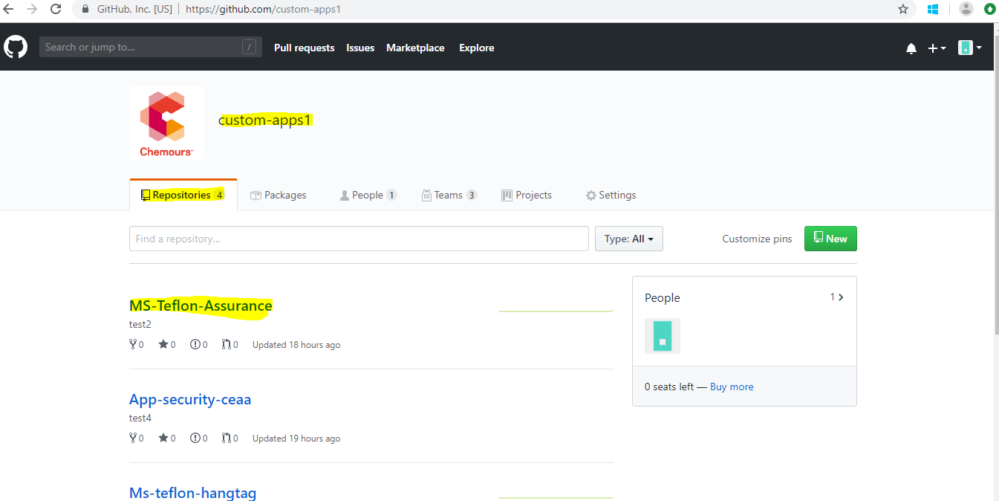 GitHub, Inc. [US] | https://github.com/custom-apps1
Search or jump to... /
Pull requests Issues Marketplace Explore
Chemours™
custom-apps1
Repositories 4 Packages People 1 Teams 3 Projects Settings
Find a repository...
Type: All
Customize pins
New
MS-Teflon-Assurance
test2
0 0 0 0 Updated 18 hours ago
People 1
0 seats left — Buy more
App-security-ceaa
test4
0 0 0 0 Updated 19 hours ago
Ms-teflon-hangtag